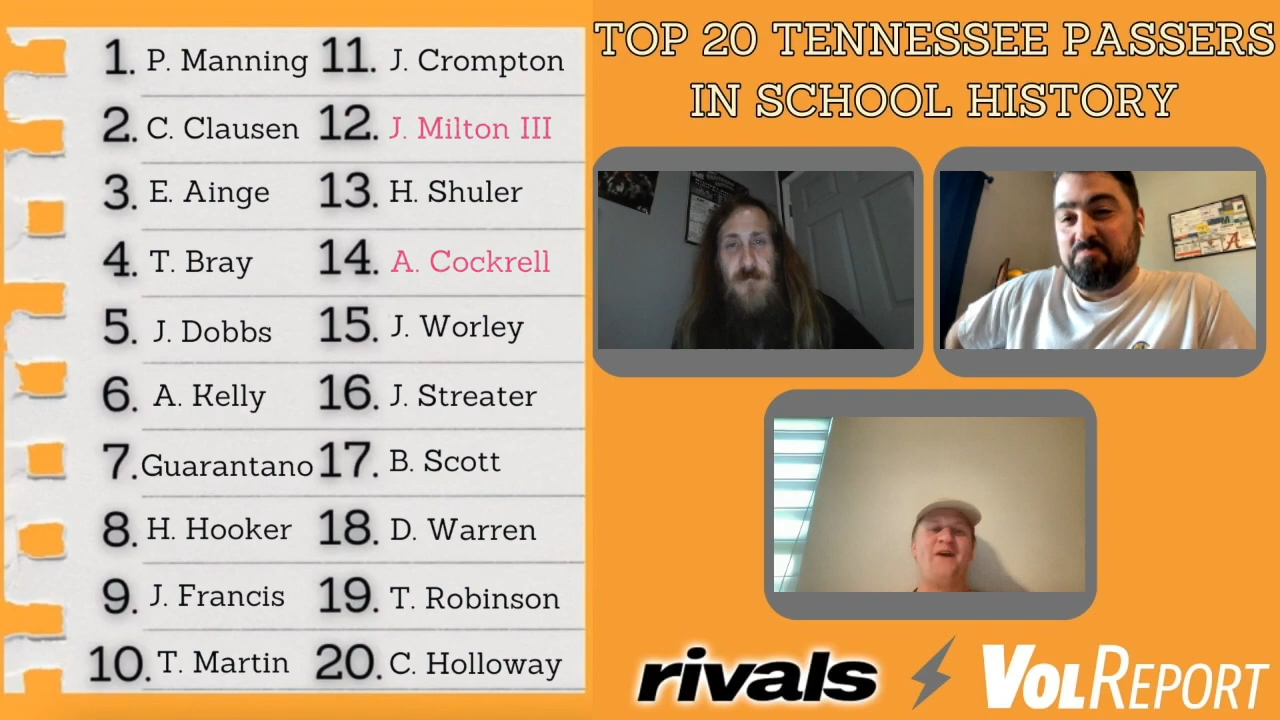 TOP 20 TENNESSEE PASSERS
IN SCHOOL HISTORY
1. P. Manning
2. C. Clausen
3. E. Ainge
4. T. Bray
5. J. Dobbs
6. A. Kelly
7. Guarantano
8. H. Hooker
9. J. Francis
10. T. Martin
11. J. Crompton
12. J. Milton III
13. H. Shuler
14. A. Cockrell
15. J. Worley
16. J. Streater
17. B. Scott
18. D. Warren
19. T. Robinson
20. C. Holloway
A
rivals
VOLREPORT